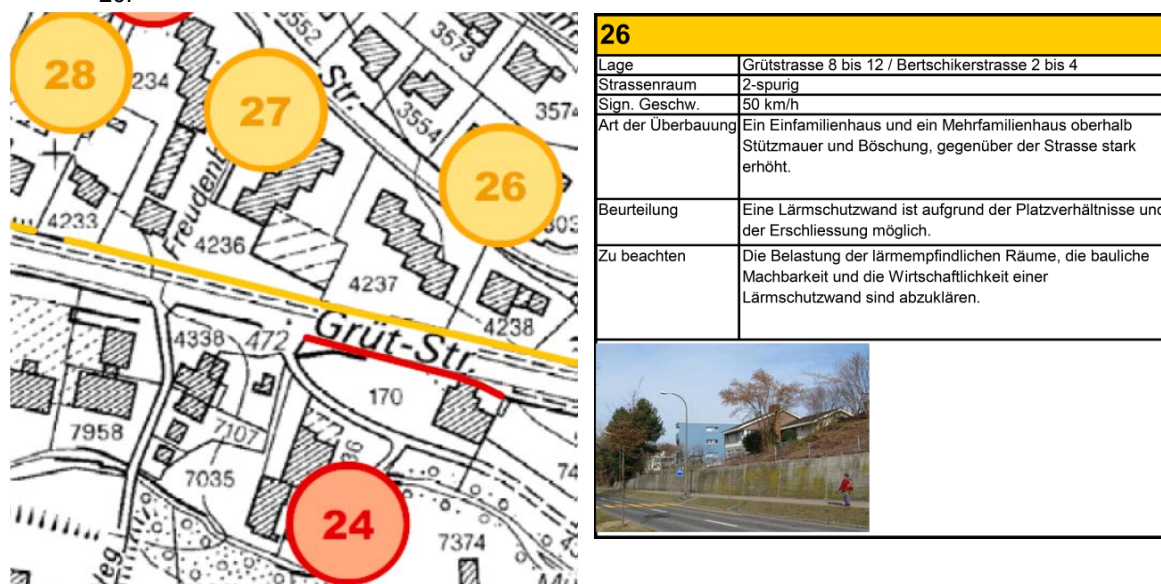 3552
3573
28
234
Str.
3574
27
3554
26
4233
Freudenb
4236
4237
4238
Grüt-Str.
4338
472
170
7958
7107
7035
24
7374
26
Lage Grütstrasse 8 bis 12 / Bertschikerstrasse 2 bis 4
Strassenraum 2-spurig
Sign. Geschw. 50 km/h
Art der Überbauung Ein Einfamilienhaus und ein Mehrfamilienhaus oberhalb
Stützmauer und Böschung, gegenüber der Strasse stark
erhöht.
Beurteilung Eine Lärmschutzwand ist aufgrund der Platzverhältnisse und
der Erschliessung möglich.
Zu beachten Die Belastung der lärmempfindlichen Räume, die bauliche
Machbarkeit und die Wirtschaftlichkeit einer
Lärmschutzwand sind abzuklären.